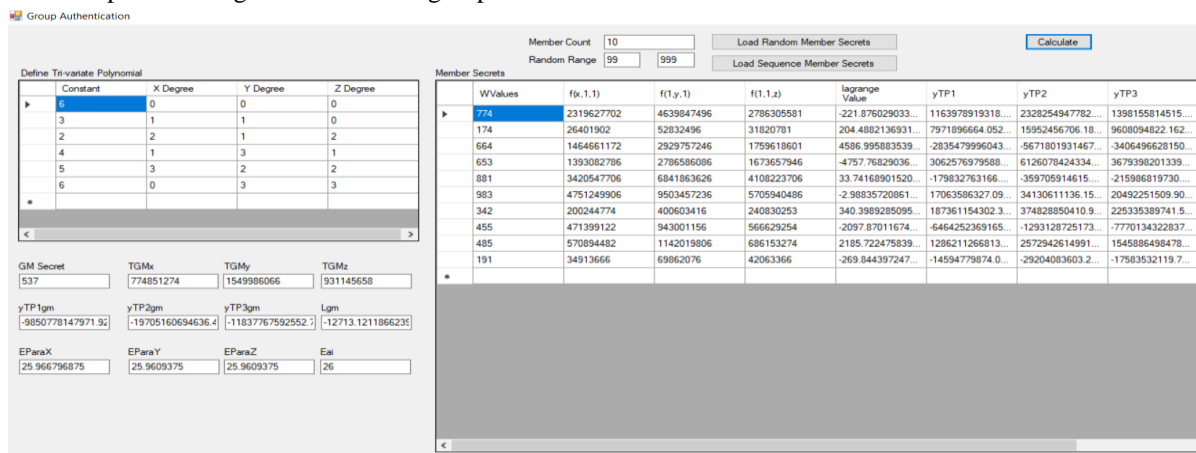 Group Authentication
Member Count 10 Load Random Member Secrets Calculate
Random Range 99 999 Load Sequence Member Secrets
Define Tri-variate Polynomial Member Secrets
Constant X Degree Y Degree Z Degree
6 0 0 0
3 1 1 0
2 2 1 2
4 1 3 1
5 3 2 2
6 0 3 3
WValues f(x,1,1) f(1,y,1) f(1,1,z) lagrange Value yTP1 yTP2 yTP3
774 2319627702 4639847496 2786305581 -221.876029033... 1163978919318.... 2328254947782.... 1398155814515....
174 26401902 52832496 31820781 204.4882136931... 7971896664.052... 15952456706.18... 9608094822.162...
664 1464661172 2929757246 1759618601 4586.995883539... -2835479996043... -5671801931467... -3406496628150...
653 1393082786 2786586086 1673657946 -4757.76829036... 3062576979588... 6126078424334... 3679398201339...
881 3420547706 6841863626 4108223706 33.74168901520... -179832763166.... -359705914615.... -215986819730....
983 4751249906 9503457236 5705940486 -2.98835720861... 17063586327.09... 34130611136.15... 20492251509.90...
342 200244774 400603416 240830253 340.3989285095... 187361154302.3... 374828850410.9... 225335389741.5...
455 471399122 943001156 566629254 -2097.87011674... -6464252369165... -1293128725173... -7770134322837...
485 570894482 1142019806 686153274 2185.722475839... 1286211266813... 2572942614991... 1545886498478...
191 34913666 69862076 42063366 -269.844397247... -14594779874.0... -29204083603.2... -17583532119.7...
GM Secret TGMx TGMy TGMz
537 774851274 1549986066 931145658
yTP1gm yTP2gm yTP3gm Lgm
-9850778147971.92 -19705160694636.4 -11837767592552.7 -12713.1211866239
EParaX EParaY EParaZ Eai
25.966796875 25.9609375 25.9609375 26